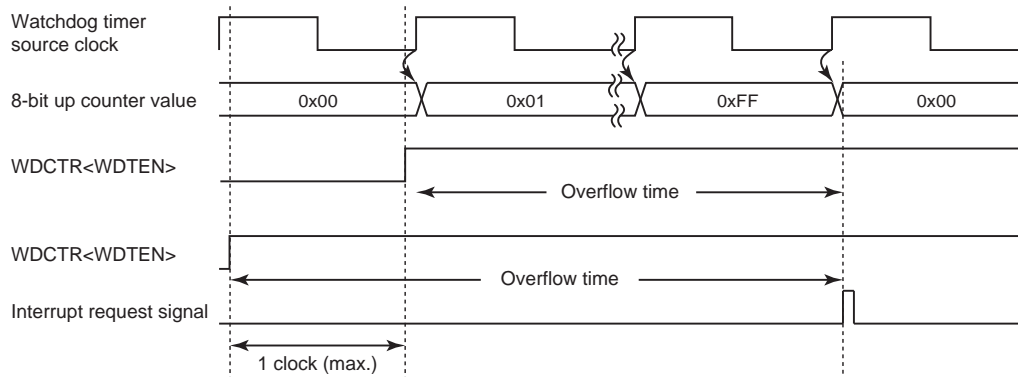 Watchdog timer
source clock
8-bit up counter value
0x00
0x01
0xFF
0x00
WDCTR<WDTEN>
Overflow time
WDCTR<WDTEN>
Overflow time
Interrupt request signal
1 clock (max.)